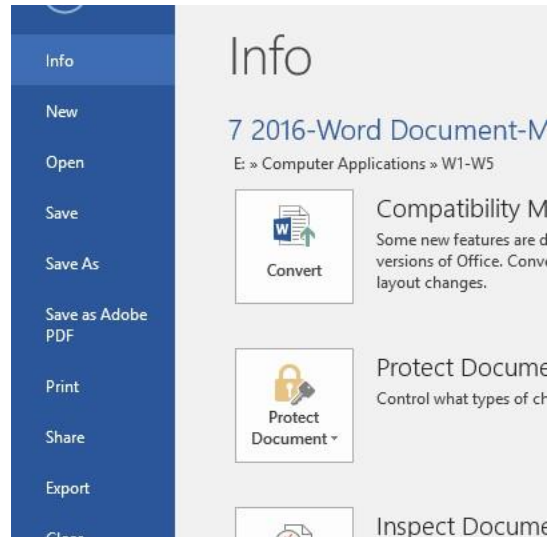 Info
New
Open
Save
Save As
Save as Adobe
PDF
Print
Share
Export
Info
7 2016-Word Document-M
E: » Computer Applications » W1-W5
Convert
Compatibility M
Some new features are d
versions of Office. Conve
layout changes.
Protect
Document
Protect Docume
Control what types of ch
Inspect Docume